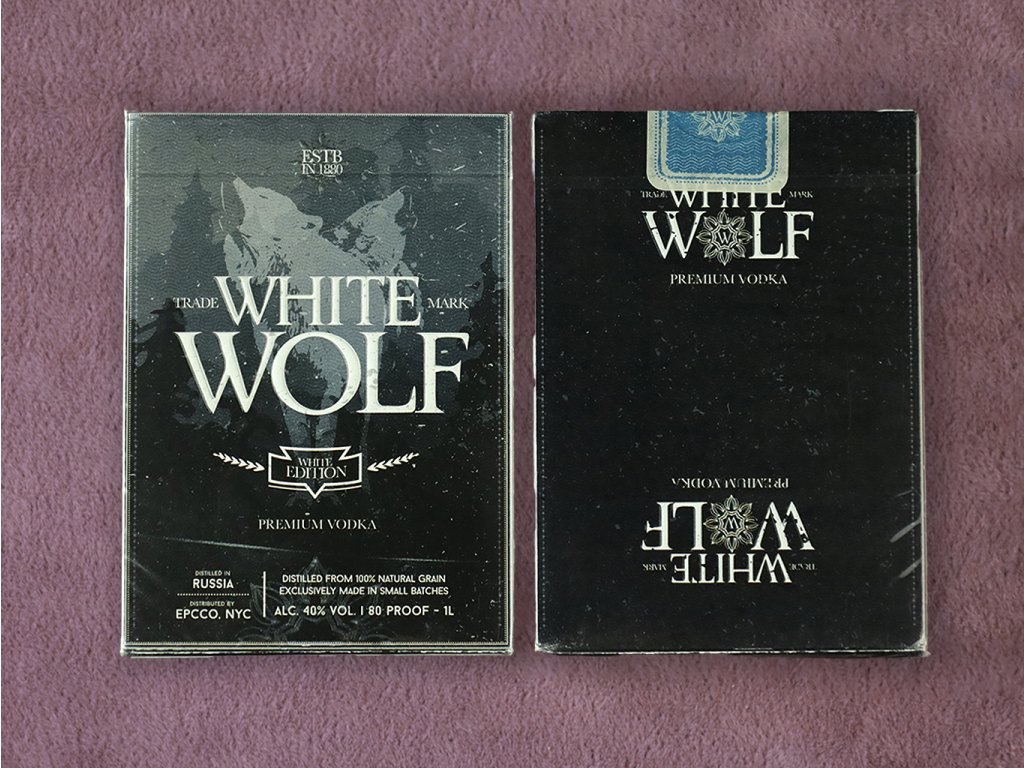 ESTB
IN 1880
TRADE WHITE MARK
WOLF
WHITE
EDITION
PREMIUM VODKA
DISTILLED IN
RUSSIA
DISTRIBUTED BY
EPCCO, NYC
DISTILLED FROM 100% NATURAL GRAIN
EXCLUSIVELY MADE IN SMALL BATCHES
ALC. 40% VOL. | 80 PROOF - 1L
W
TRADE WHITE MARK
WOLF
W
PREMIUM VODKA
TRADE WHITE MARK
WOLF
W
PREMIUM VODKA